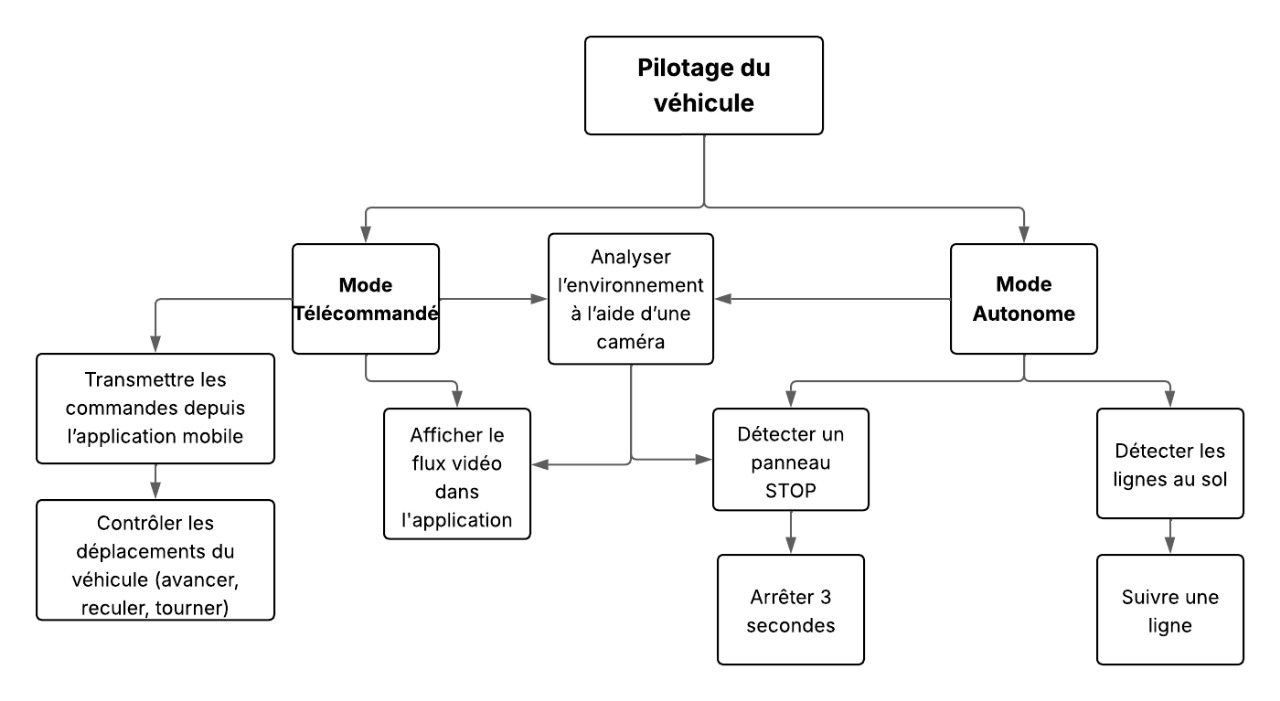 Pilotage du
véhicule
Mode
Télécommandé
Analyser
l’environnement
à l’aide d’une
caméra
Mode
Autonome
Transmettre les
commandes depuis
l’application mobile
Afficher le
flux vidéo
dans
l'application
Détecter un
panneau
STOP
Détecter les
lignes au sol
Contrôler les
déplacements du
véhicule (avancer,
reculer, tourner)
Arrêter 3
secondes
Suivre une
ligne